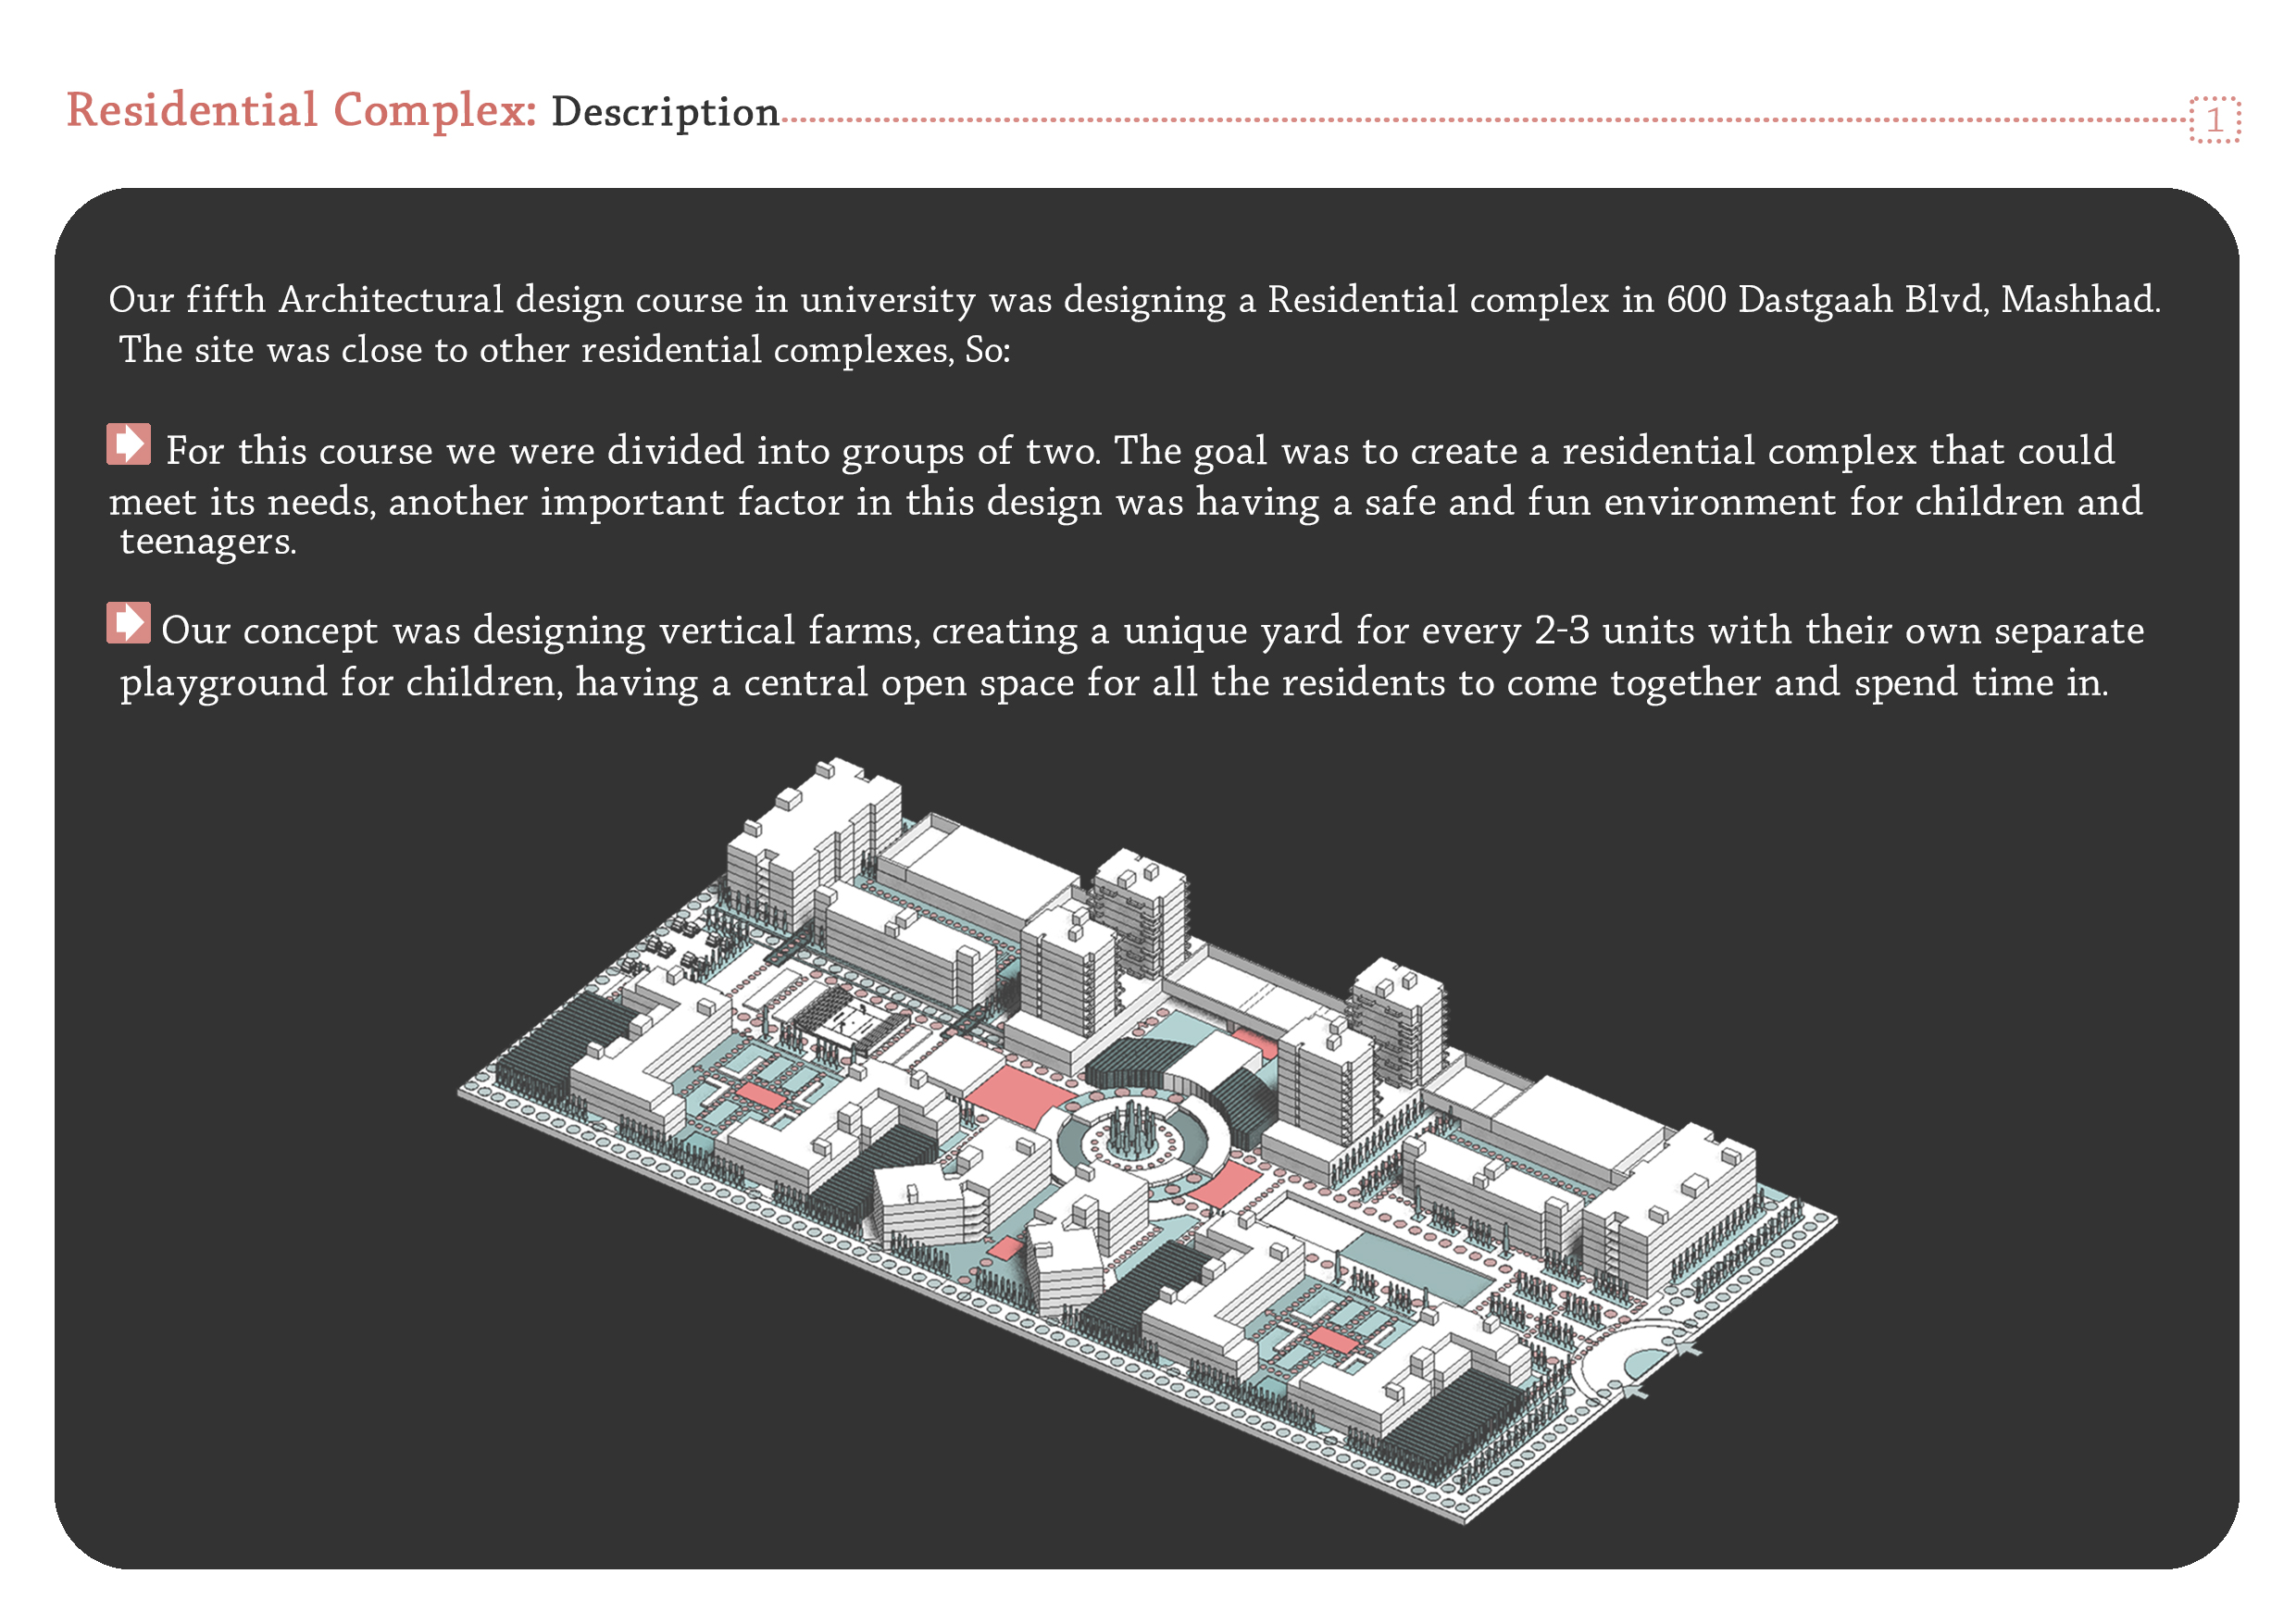 Residential Complex: Description
1
Our fifth Architectural design course in university was designing a Residential complex in 600 Dastgaah Blvd, Mashhad.
The site was close to other residential complexes, So:
For this course we were divided into groups of two. The goal was to create a residential complex that could
meet its needs, another important factor in this design was having a safe and fun environment for children and
teenagers.
Our concept was designing vertical farms, creating a unique yard for every 2-3 units with their own separate
playground for children, having a central open space for all the residents to come together and spend time in.